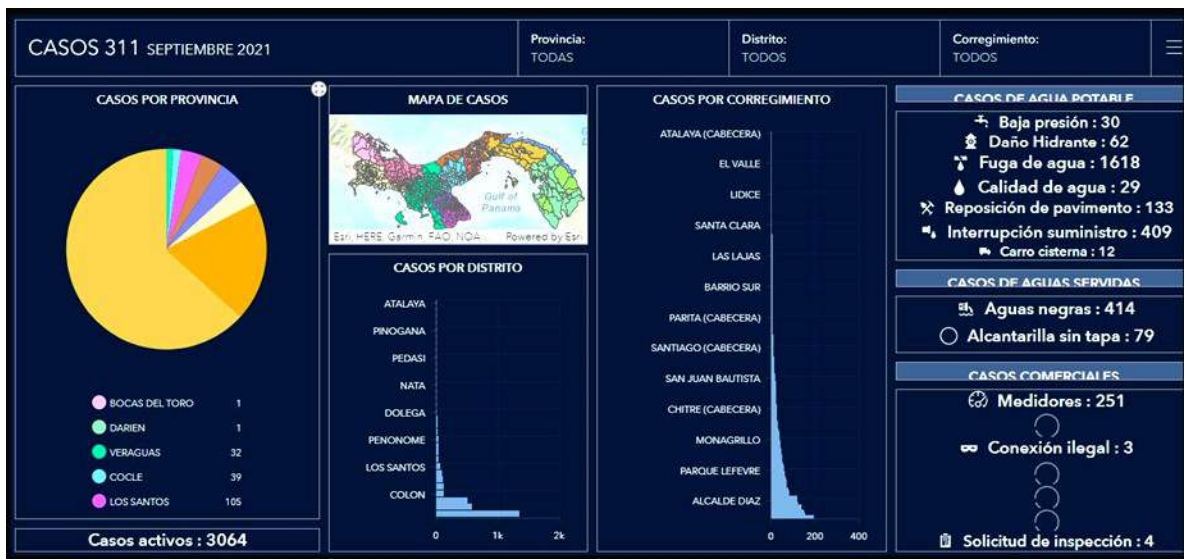 CASOS 311 SEPTIEMBRE 2021
Provincia:
TODAS
Distrito:
TODOS
Corregimiento:
TODOS
CASOS POR PROVINCIA
BOCAS DEL TORO 1
DARIEN 1
VERAGUAS 32
COCLE 39
LOS SANTOS 105
Casos activos : 3064
MAPA DE CASOS
Gulf of
Panama
Esri, HERE, Garmin, FAO, NOA... Powered by Esri
CASOS POR DISTRITO
ATALAYA
PINOGANA
PEDASI
NATA
DOLEGA
PENONOME
LOS SANTOS
COLON
0 1k 2k
CASOS POR CORREGIMIENTO
ATALAYA (CABECERA)
EL VALLE
LIDICE
SANTA CLARA
LAS LAJAS
BARRIO SUR
PARITA (CABECERA)
SANTIAGO (CABECERA)
SAN JUAN BAUTISTA
CHITRE (CABECERA)
MONAGRILLO
PARQUE LEFEVRE
ALCALDE DIAZ
0 200 400
CASOS DE AGUA POTABLE
Baja presión : 30
Daño Hidrante : 62
Fuga de agua : 1618
Calidad de agua : 29
Reposición de pavimento : 133
Interrupción suministro : 409
Carro cisterna : 12
CASOS DE AGUAS SERVIDAS
Aguas negras : 414
Alcantarilla sin tapa : 79
CASOS COMERCIALES
Medidores : 251
Conexión ilegal : 3
Solicitud de inspección : 4